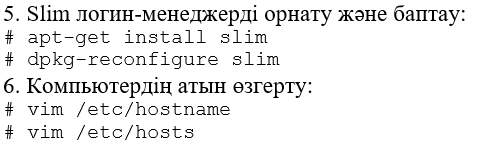 5. Slim логин-менеджерді орнату және баптау:
# apt-get install slim
# dpkg-reconfigure slim
6. Компьютердің атын өзгерту:
# vim /etc/hostname
# vim /etc/hosts